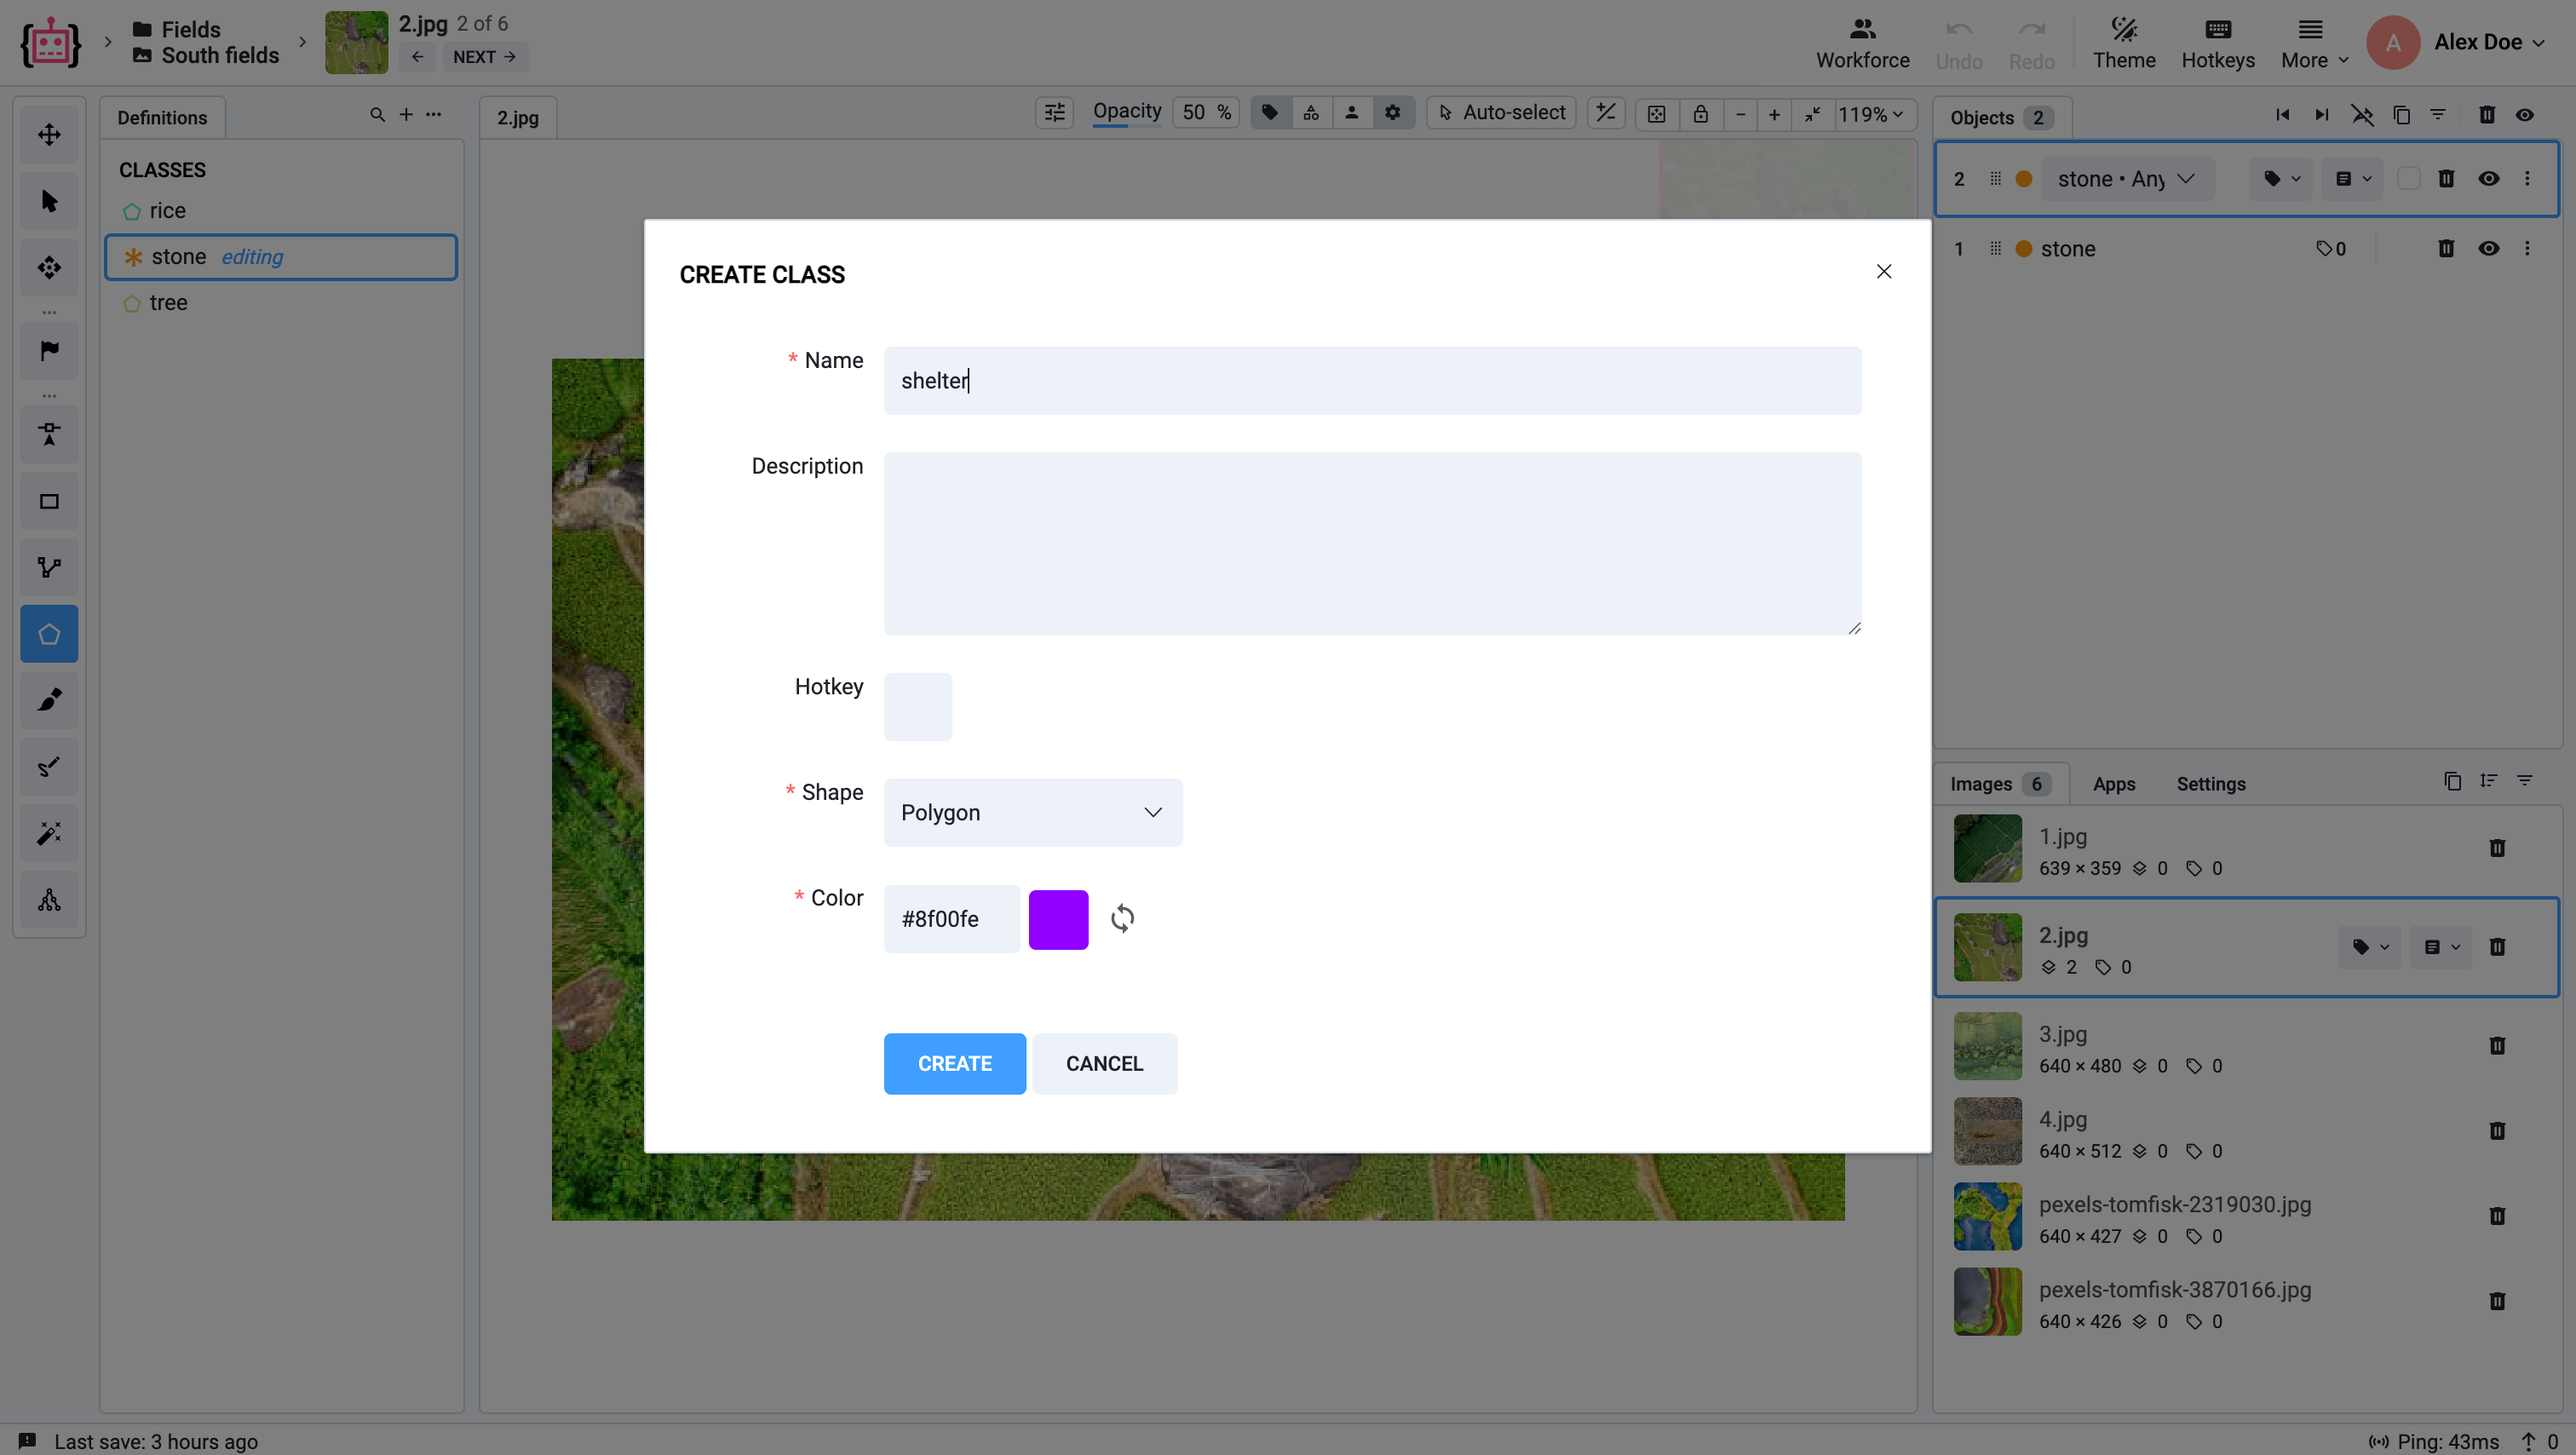 Fields
South fields
2.jpg 2 of 6
NEXT
Workforce
Undo
Redo
Theme
Hotkeys
More
A
Alex Doe
Definitions
CLASSES
rice
stone editing
tree
2.jpg
Opacity 50 %
Auto-select
119%
CREATE CLASS
* Name
shelter
Description
Hotkey
* Shape
Polygon
* Color
#8f00fe
CREATE
CANCEL
Objects 2
2 stone • Any
1 stone 0
Images 6
Apps
Settings
1.jpg
639 × 359 0 0
2.jpg
2 0
3.jpg
640 × 480 0 0
4.jpg
640 × 512 0 0
pexels-tomfisk-2319030.jpg
640 × 427 0 0
pexels-tomfisk-3870166.jpg
640 × 426 0 0
Last save: 3 hours ago
Ping: 43ms
0